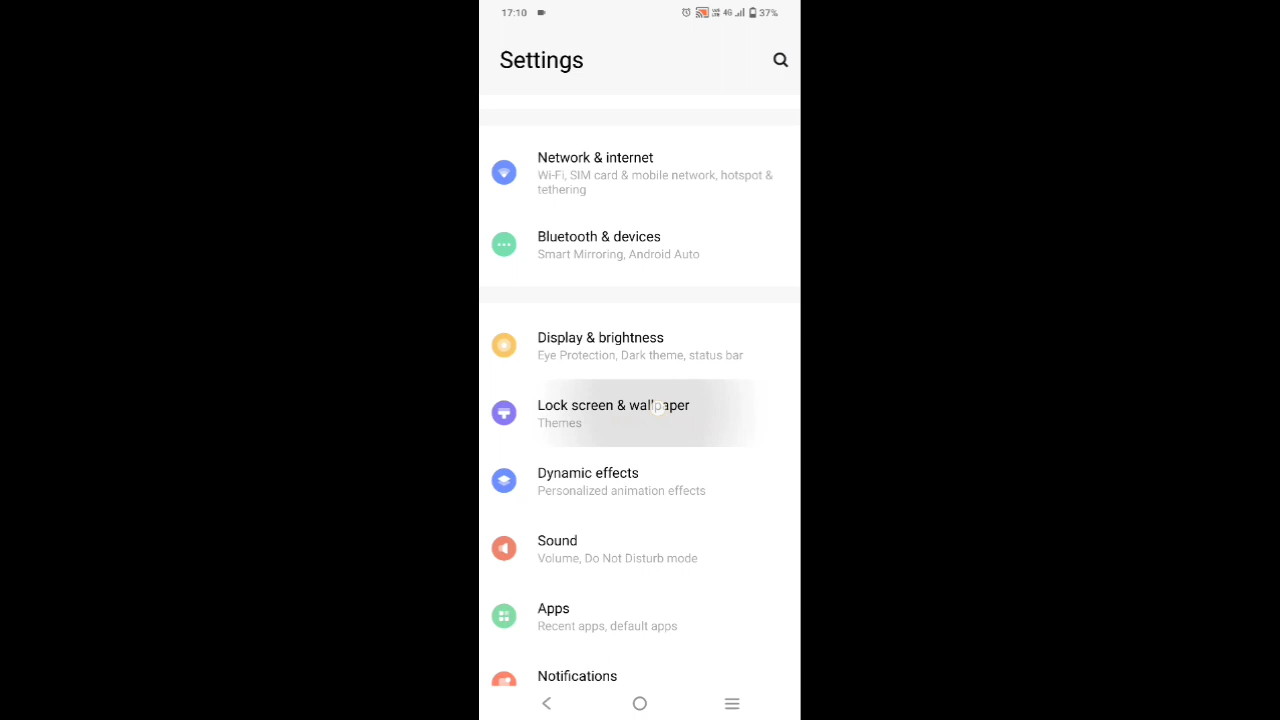 17:10
4G 37%
Settings
Network & internet
Wi-Fi, SIM card & mobile network, hotspot &
tethering
Bluetooth & devices
Smart Mirroring, Android Auto
Display & brightness
Eye Protection, Dark theme, status bar
Lock screen & wallpaper
Themes
Dynamic effects
Personalized animation effects
Sound
Volume, Do Not Disturb mode
Apps
Recent apps, default apps
Notifications